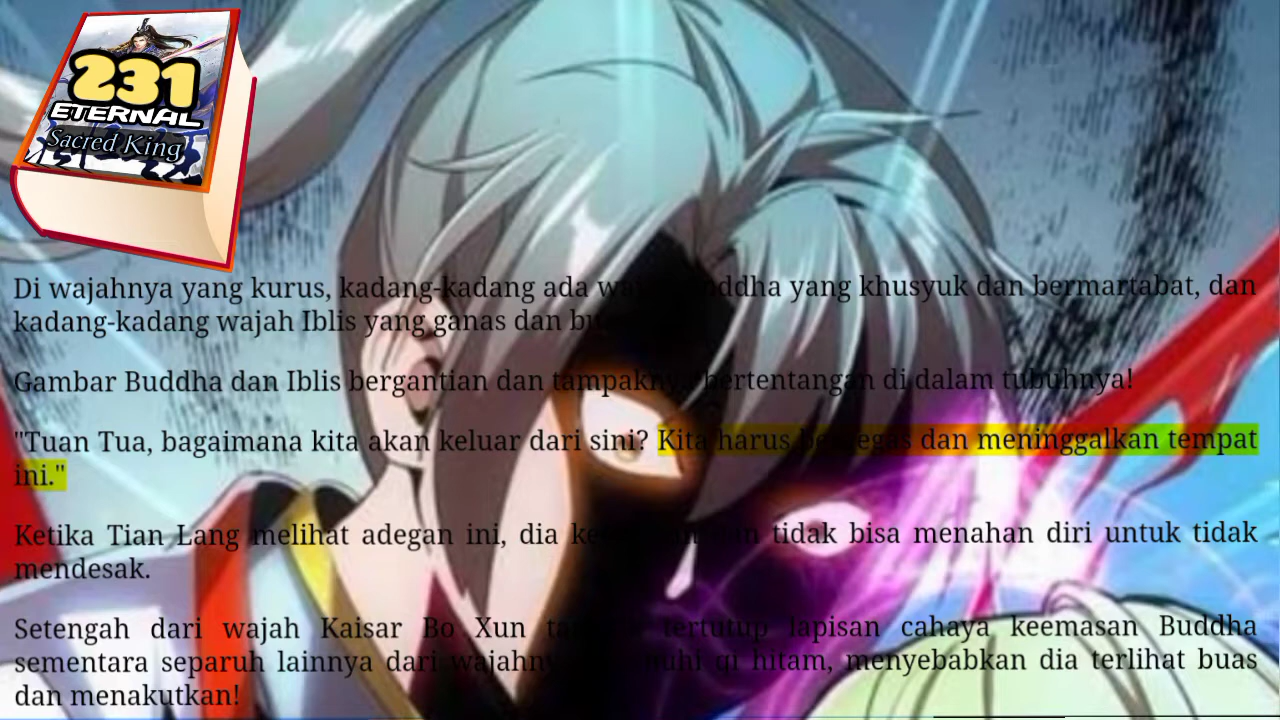 231
ETERNAL
Sacred King
Di wajahnya yang kurus, kadang-kadang ada Buddha yang khusyuk dan bermartabat, dan
kadang-kadang wajah Iblis yang ganas dan
Gambar Buddha dan Iblis bergantian dan tampaknya bertentangan di dalam tubuhnya!
"Tuan Tua, bagaimana kita akan keluar dari sini? Kita harus bergegas dan meninggalkan tempat
ini."
Ketika Tian Lang melihat adegan ini, dia tidak bisa menahan diri untuk tidak
mendesak.
Setengah dari wajah Kaisar Bo Xun tertutup lapisan cahaya keemasan Buddha
sementara separuh lainnya dari wajahnya qi hitam, menyebabkan dia terlihat buas
dan menakutkan!